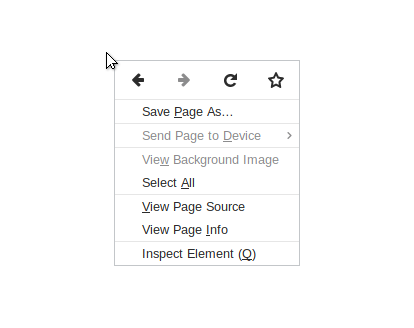 Save Page As...
Send Page to Device
View Background Image
Select All
View Page Source
View Page Info
Inspect Element (Q)